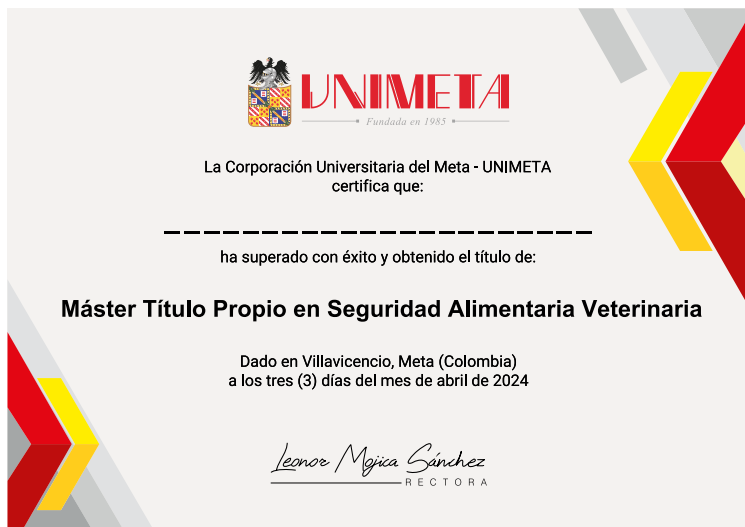 UNIMETA
Fundada en 1985
La Corporación Universitaria del Meta - UNIMETA
certifica que:
ha superado con éxito y obtenido el título de:
Máster Título Propio en Seguridad Alimentaria Veterinaria
Dado en Villavicencio, Meta (Colombia)
a los tres (3) días del mes de abril de 2024
Leonor Mojica Sánchez
RECTORA